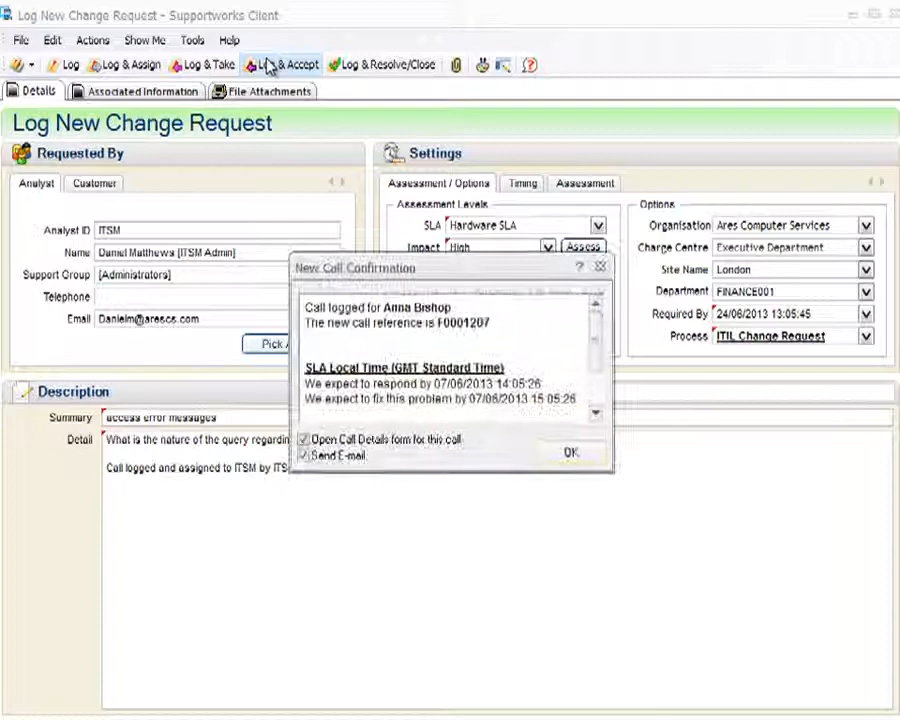 Log New Change Request - Supportworks Client
File Edit Actions Show Me Tools Help
Log Log & Assign Log & Take Log & Accept Log & Resolve/Close
Details Associated Information File Attachments
Log New Change Request
Requested By
Analyst Customer
Analyst ID ITSM
Name Daniel Matthews [ITSM Admin]
Support Group [Administrators]
Telephone
Email Danielm@arescs.com
Pick
Settings
Assessment / Options Timing Assessment
Assessment Levels
SLA Hardware SLA
Impact High Assess
Options
Organisation Ares Computer Services
Charge Centre Executive Department
Site Name London
Department FINANCE001
Required By 24/06/2013 13:05:45
Process ITIL Change Request
New Call Confirmation
Call logged for Anna Bishop
The new call reference is F0001207
SLA Local Time (GMT Standard Time)
We expect to respond by 07/06/2013 14:05:26
We expect to fix this problem by 07/06/2013 15:05:26
Open Call Details form for this call
Send E-mail
OK
Description
Summary access error messages
Detail What is the nature of the query regardin
Call logged and assigned to ITSM by ITS